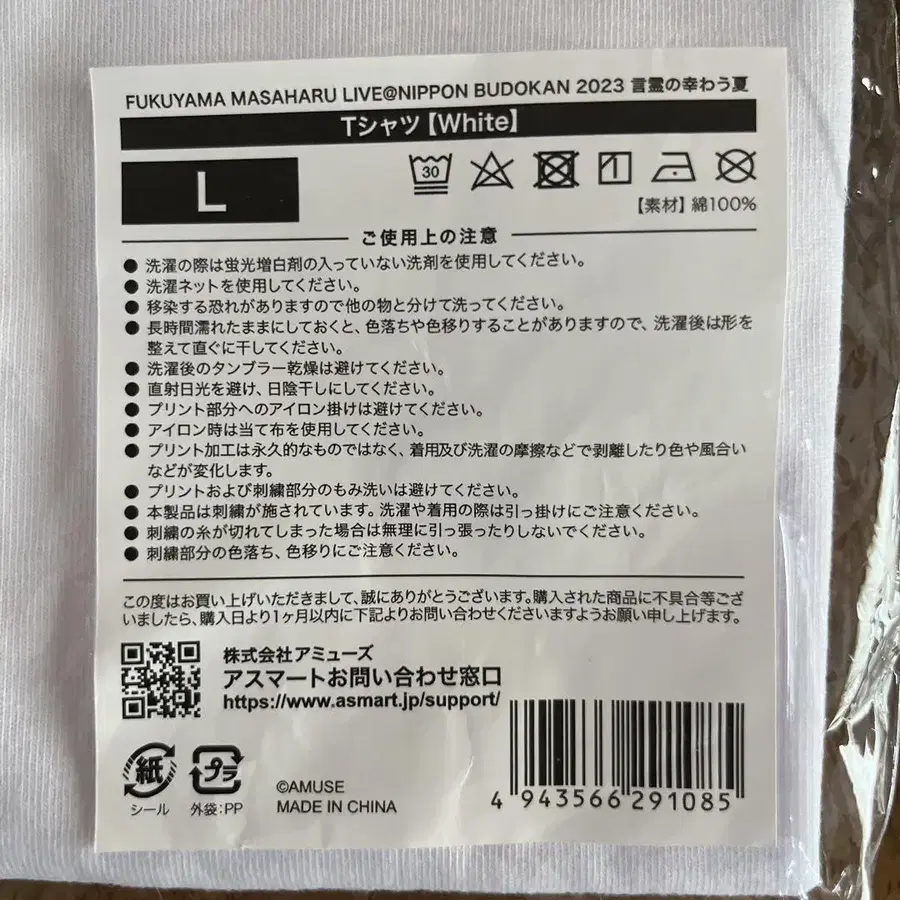 FUKUYAMA MASAHARU LIVE@NIPPON BUDOKAN 2023 言霊の幸わう夏
Tシャツ【White】
L
30
【素材】綿100%
ご使用上の注意
●洗濯の際は蛍光増白剤の入っていない洗剤を使用してください。
●洗濯ネットを使用してください。
●移染する恐れがありますので他の物と分けて洗ってください。
●長時間濡れたままにしておくと、色落ちや色移りすることがありますので、洗濯後は形を
整えて直ぐに干してください。
●洗濯後のタンブラー乾燥は避けてください。
●直射日光を避け、日陰干しにしてください。
●プリント部分へのアイロン掛けは避けてください。
●アイロン時は当て布を使用してください。
●プリント加工は永久的なものではなく、着用及び洗濯の摩擦などで剥離したり色や風合い
などが変化します。
●プリントおよび刺繍部分のもみ洗いは避けてください。
●本製品は刺繍が施されています。洗濯や着用の際は引っ掛けにご注意ください。
●刺繍の糸が切れてしまった場合は無理に引っ張ったりしないでください。
●刺繍部分の色落ち、色移りにご注意ください。
この度はお買い上げいただきまして、誠にありがとうございます。購入された商品に不具合等ござ
いましたら、購入日より1ヶ月以内に下記よりお問い合わせくださいますようお願い申し上げます。
株式会社アミューズ
アスマートお問い合わせ窓口
https://www.asmart.jp/support/
紙
シール
プラ
外袋:PP
©AMUSE
MADE IN CHINA
4 943566 291085